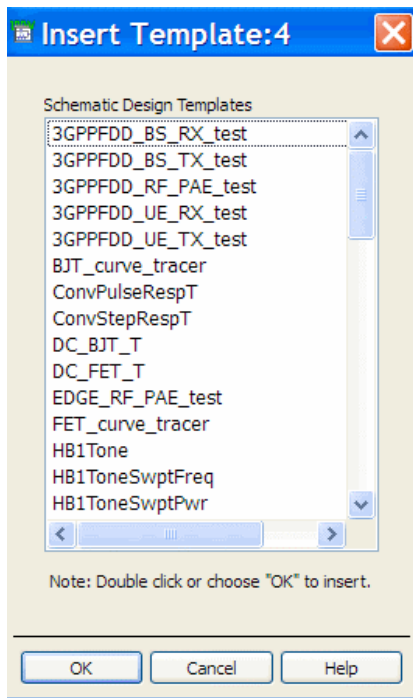 Insert Template:4
Schematic Design Templates
3GPPFDD_BS_RX_test
3GPPFDD_BS_TX_test
3GPPFDD_RF_PAE_test
3GPPFDD_UE_RX_test
3GPPFDD_UE_TX_test
BJT_curve_tracer
ConvPulseRespT
ConvStepRespT
DC_BJT_T
DC_FET_T
EDGE_RF_PAE_test
FET_curve_tracer
HB1Tone
HB1ToneSwptFreq
HB1ToneSwptPwr
Note: Double click or choose "OK" to insert.
OK Cancel Help